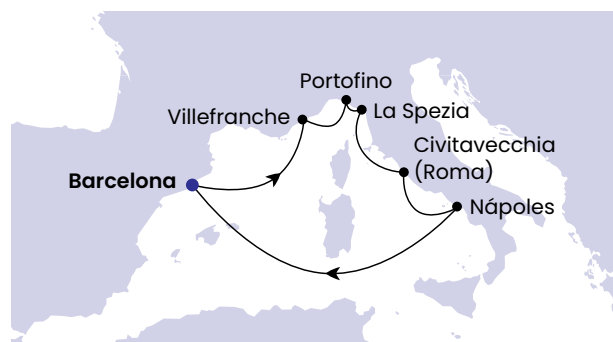 Portofino
La Spezia
Villefranche
Civitavecchia
(Roma)
Barcelona
Nápoles